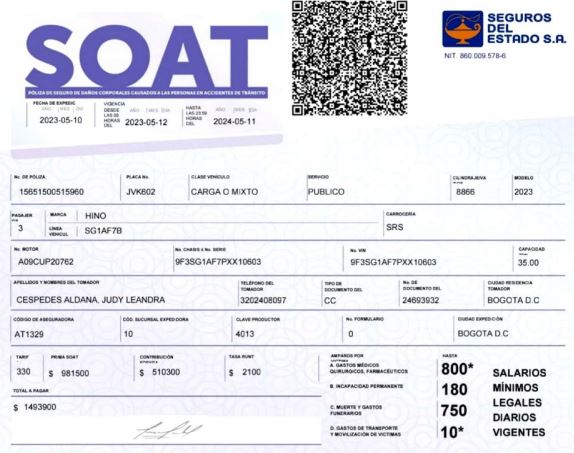 SOAT
SEGUROS
DEL
ESTADO S.A.
NIT. 860.009.578-6
PÓLIZA DE SEGURO DE DAÑOS CORPORALES CAUSADOS A LAS PERSONAS EN ACCIDENTES DE TRÁNSITO
FECHA DE EXPEDIC
AÑO MES DIA
2023-05-10
VIGENCIA
DESDE
LAS 00
HORAS
DEL
AÑO MES DIA
2023-05-12
HASTA
LAS 23:59
HORAS
DEL
AÑO MES DIA
2024-05-11
No. DE PÓLIZA
15651500515960
PLACA No.
JVK602
CLASE VEHÍCULO
CARGA O MIXTO
SERVICIO
PUBLICO
CILINDRAJE/VA
8866
MODELO
2023
PASAJER
3
MARCA HINO
LÍNEA
VEHICUL SG1AF7B
CARROCERÍA
SRS
No. MOTOR
A09CUP20762
No. CHASIS ó No. SERIE
9F3SG1AF7PXX10603
No. VIN
9F3SG1AF7PXX10603
CAPACIDAD
35.00
APELLIDOS Y NOMBRES DEL TOMADOR
CESPEDES ALDANA, JUDY LEANDRA
TELÉFONO DEL
TOMADOR
3202408097
TIPO DE
DOCUMENTO DEL
CC
No. DE
DOCUMENTO DEL
24693932
CIUDAD RESIDENCIA
TOMADOR
BOGOTA D.C
CÓDIGO DE ASEGURADORA
AT1329
CÓD. SUCURSAL EXPEDIDORA
10
CLAVE PRODUCTOR
4013
No. FORMULARIO
0
CIUDAD EXPEDICIÓN
BOGOTA D.C
TARIF
330
PRIMA SOAT
$ 981500
CONTRIBUCIÓN
$ 510300
TASA RUNT
$ 2100
TOTAL A PAGAR
$ 1493900
AMPAROS POR
HASTA
A. GASTOS MÉDICOS
QUIRÚRGICOS, FARMACÉUTICOS
800*
B. INCAPACIDAD PERMANENTE
180
C. MUERTE Y GASTOS
FUNERARIOS
750
D. GASTOS DE TRANSPORTE
Y MOVILIZACIÓN DE VICTIMAS
10*
SALARIOS
MÍNIMOS
LEGALES
DIARIOS
VIGENTES